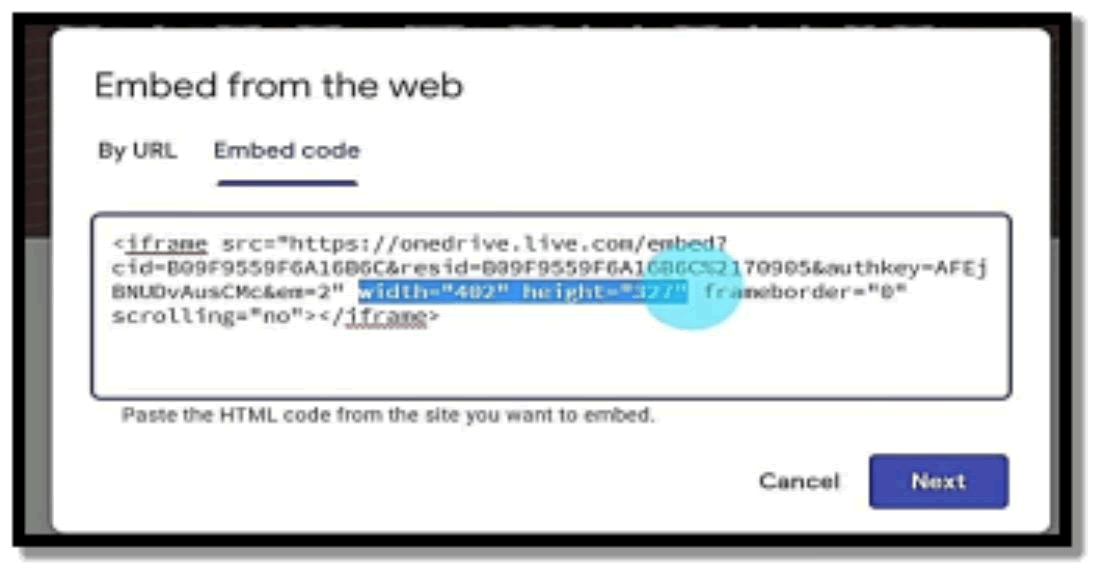 Embed from the web
By URL Embed code
<iframe src="https://onedrive.live.com/embed?
cid=B09F9559F6A16B6C&resid=B09F9559F6A16B6C%2170905&authkey=AFEj
BNUDvAusCMc&em=2" width="402" height="327" frameborder="0"
scrolling="no"></iframe>
Paste the HTML code from the site you want to embed.
Cancel Next